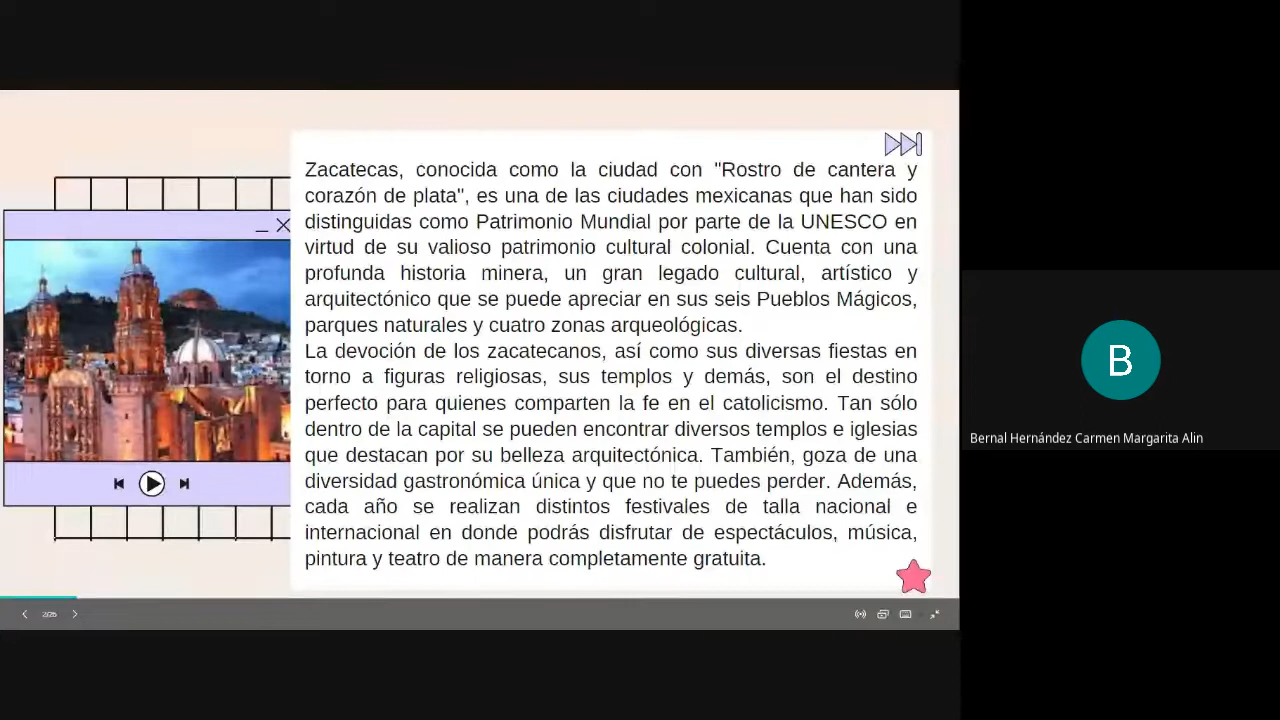 Zacatecas, conocida como la ciudad con "Rostro de cantera y
corazón de plata", es una de las ciudades mexicanas que han sido
distinguidas como Patrimonio Mundial por parte de la UNESCO en
virtud de su valioso patrimonio cultural colonial. Cuenta con una
profunda historia minera, un gran legado cultural, artístico y
arquitectónico que se puede apreciar en sus seis Pueblos Mágicos,
parques naturales y cuatro zonas arqueológicas.
La devoción de los zacatecanos, así como sus diversas fiestas en
torno a figuras religiosas, sus templos y demás, son el destino
perfecto para quienes comparten la fe en el catolicismo. Tan sólo
dentro de la capital se pueden encontrar diversos templos e iglesias
que destacan por su belleza arquitectónica. También, goza de una
diversidad gastronómica única y que no te puedes perder. Además,
cada año se realizan distintos festivales de talla nacional e
internacional en donde podrás disfrutar de espectáculos, música,
pintura y teatro de manera completamente gratuita.
B
Bernal Hernández Carmen Margarita Alin